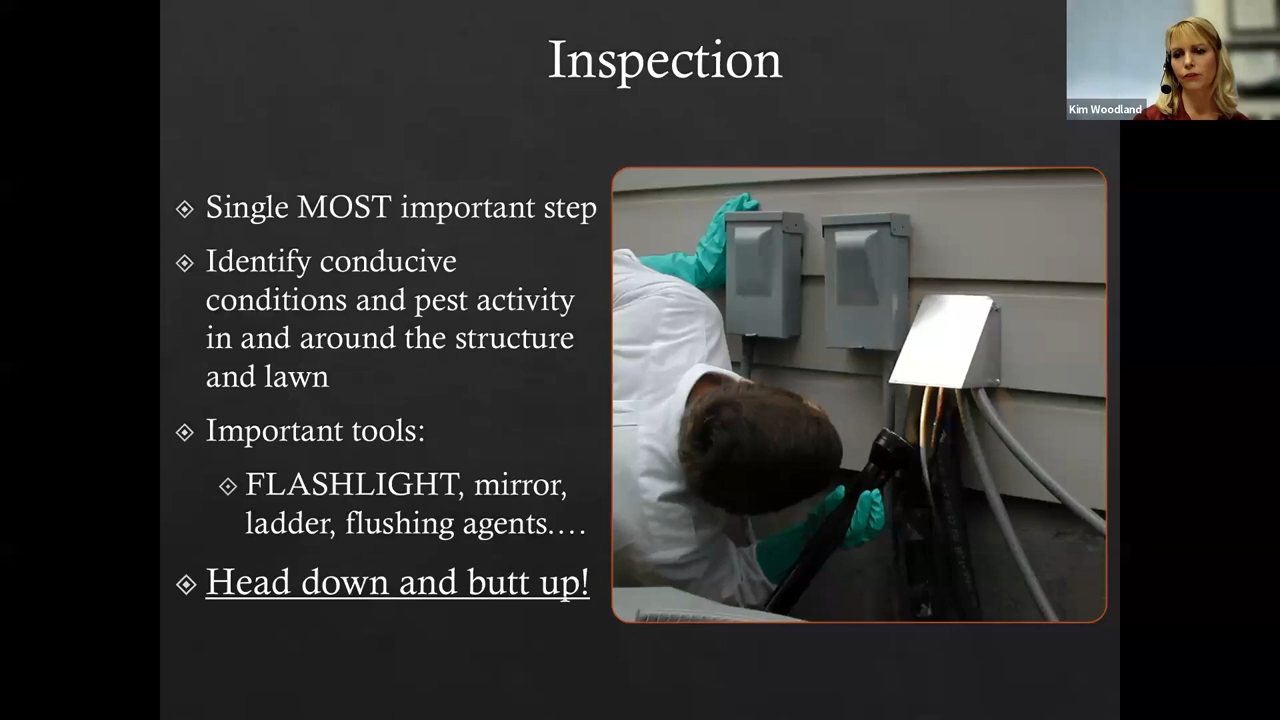 Inspection
Kim Woodland
Single MOST important step
Identify conducive
conditions and pest activity
in and around the structure
and lawn
Important tools:
FLASHLIGHT, mirror,
ladder, flushing agents….
Head down and butt up!